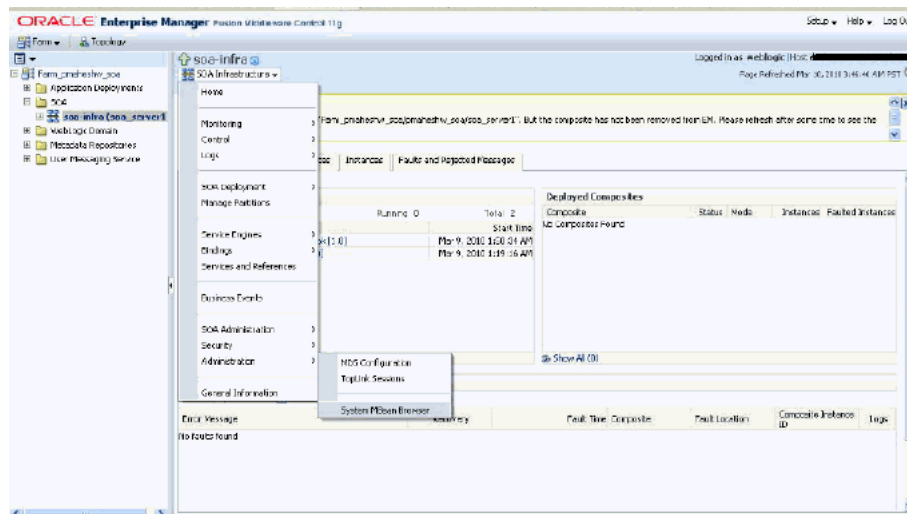 ORACLE Enterprise Manager Fusion Middleware Control 11g
Setup Help Log Ou
Farm Topology
soa-infra
Logged in as weblogic |Host
SOA Infrastructure
Page Refreshed Mar 30, 2010 3:46:46 AM PST
Farm_pmaheshw_soa
Application Deployments
SOA
soa-infra (soa_server1
WebLogic Domain
Metadata Repositories
User Messaging Service
Home
Monitoring
Control
Logs
SOA Deployment
Manage Partitions
Service Engines
Bindings
Services and References
Business Events
SOA Administration
Security
Administration
General Information
MDS Configuration
TopLink Sessions
System MBean Browser
/Farm_pmaheshw_soa/pmaheshw_soa/soa_server1". But the composite has not been removed from EM. Please refresh after some time to see the
Instances Faults and Rejected Messages
Running 0 Total 2
Start Time
[1.0] Mar 9, 2010 1:50:34 AM
Mar 9, 2010 1:19:16 AM
Deployed Composites
Composite Status Mode Instances Faulted Instances
No Composites Found
Show All (0)
Error Message Recovery Fault Time Composite Fault Location Composite Instance ID Logs
No faults found